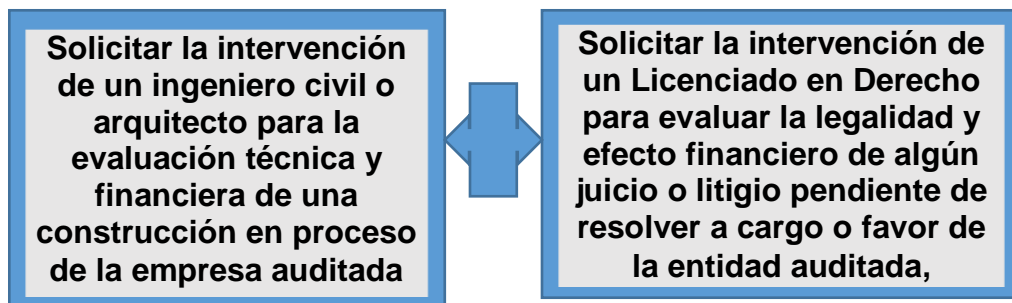 Solicitar la intervención
de un ingeniero civil o
arquitecto para la
evaluación técnica y
financiera de una
construcción en proceso
de la empresa auditada
Solicitar la intervención de
un Licenciado en Derecho
para evaluar la legalidad y
efecto financiero de algún
juicio o litigio pendiente de
resolver a cargo o favor de
la entidad auditada,